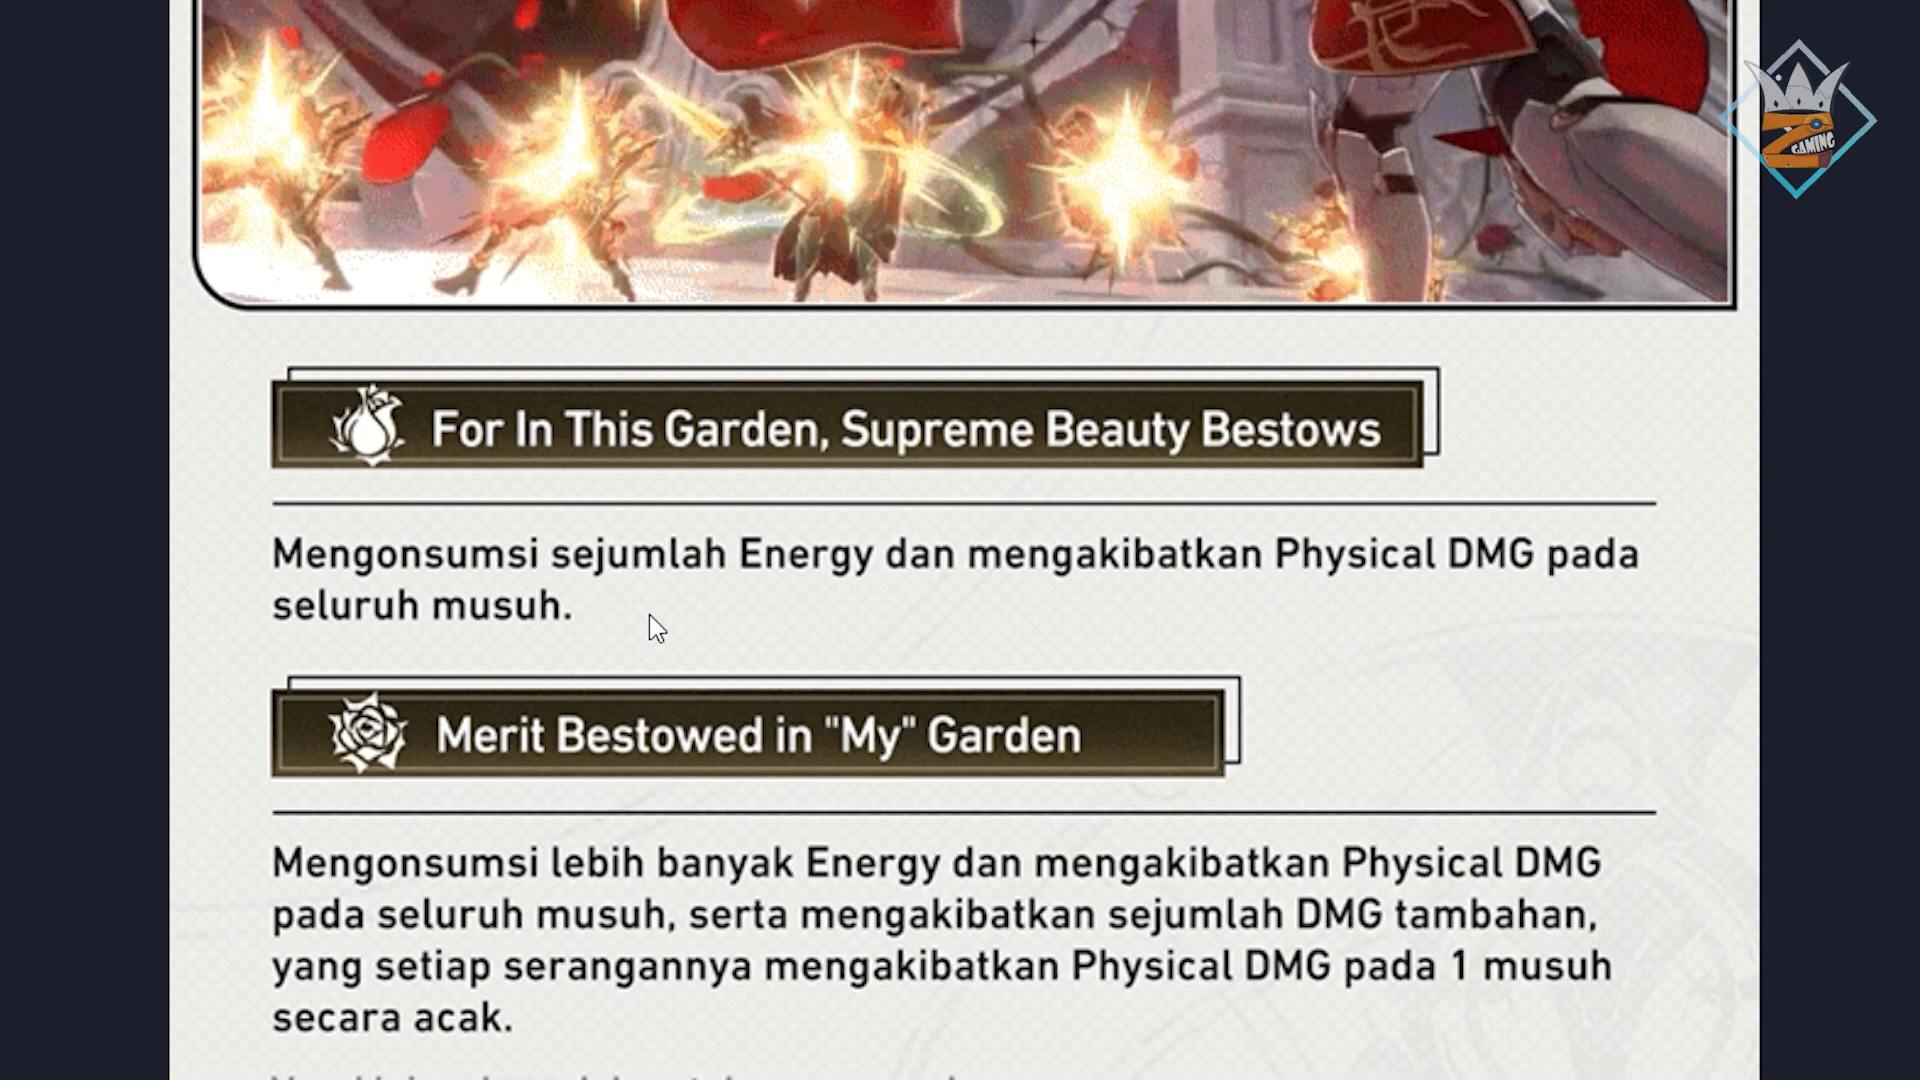 GAMING
For In This Garden, Supreme Beauty Bestows
Mengonsumsi sejumlah Energy dan mengakibatkan Physical DMG pada
seluruh musuh.
Merit Bestowed in "My" Garden
Mengonsumsi lebih banyak Energy dan mengakibatkan Physical DMG
pada seluruh musuh, serta mengakibatkan sejumlah DMG tambahan,
yang setiap serangannya mengakibatkan Physical DMG pada 1 musuh
secara acak.